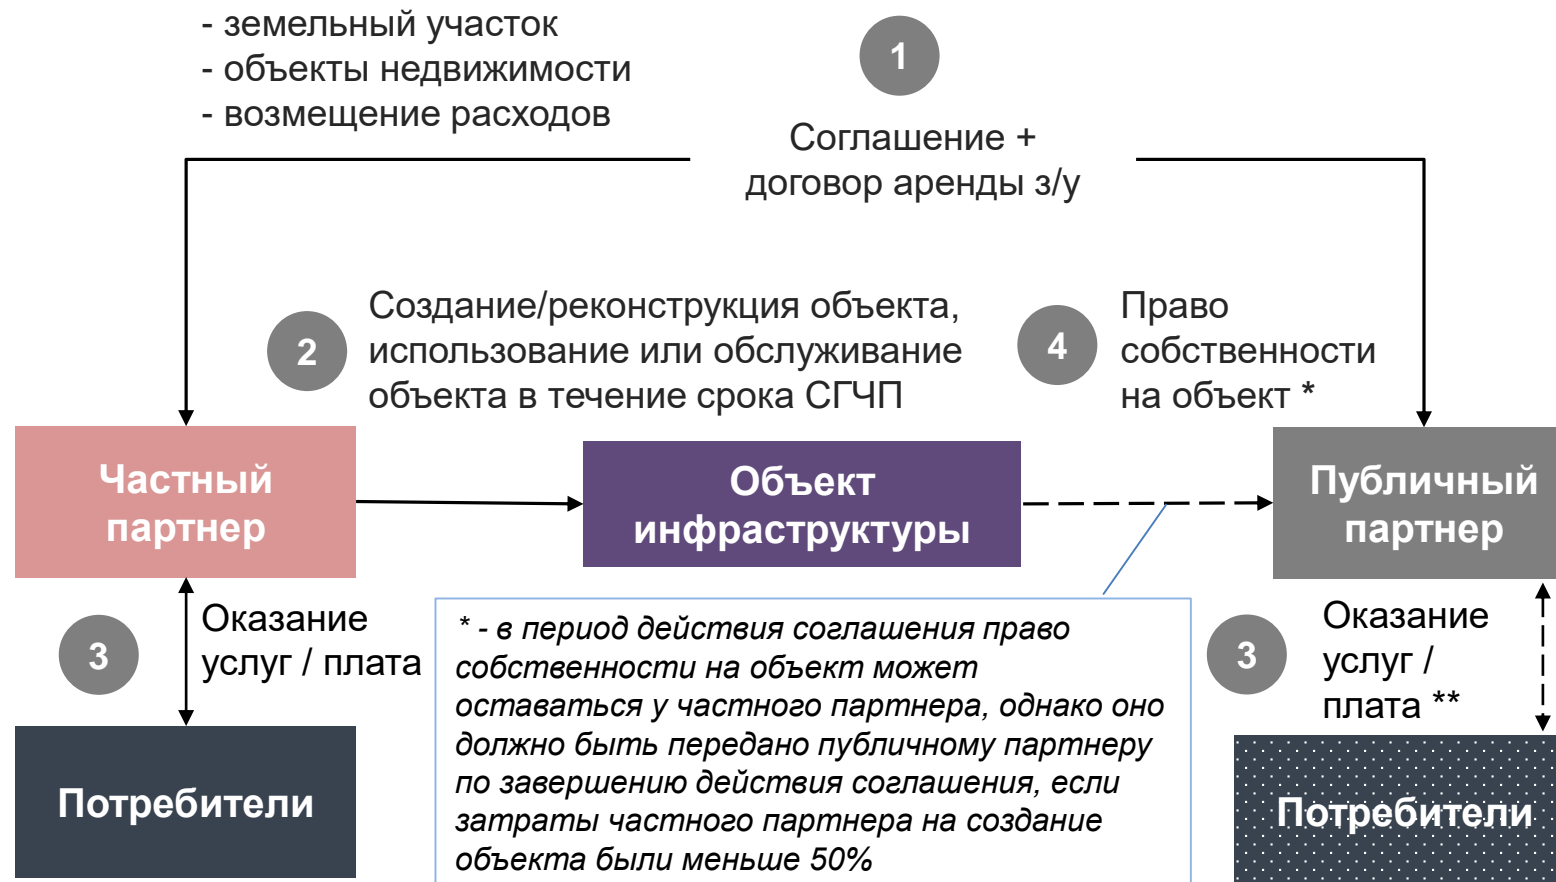 - земельный участок
- объекты недвижимости
- возмещение расходов
1
Соглашение +
договор аренды з/у
2
Создание/реконструкция объекта,
использование или обслуживание
объекта в течение срока СГЧП
4
Право
собственности
на объект *
Частный
партнер
Объект
инфраструктуры
Публичный
партнер
3
Оказание
услуг / плата
* - в период действия соглашения право
собственности на объект может
оставаться у частного партнера, однако оно
должно быть передано публичному партнеру
по завершению действия соглашения, если
затраты частного партнера на создание
объекта были меньше 50%
3
Оказание
услуг /
плата **
Потребители
Потребители